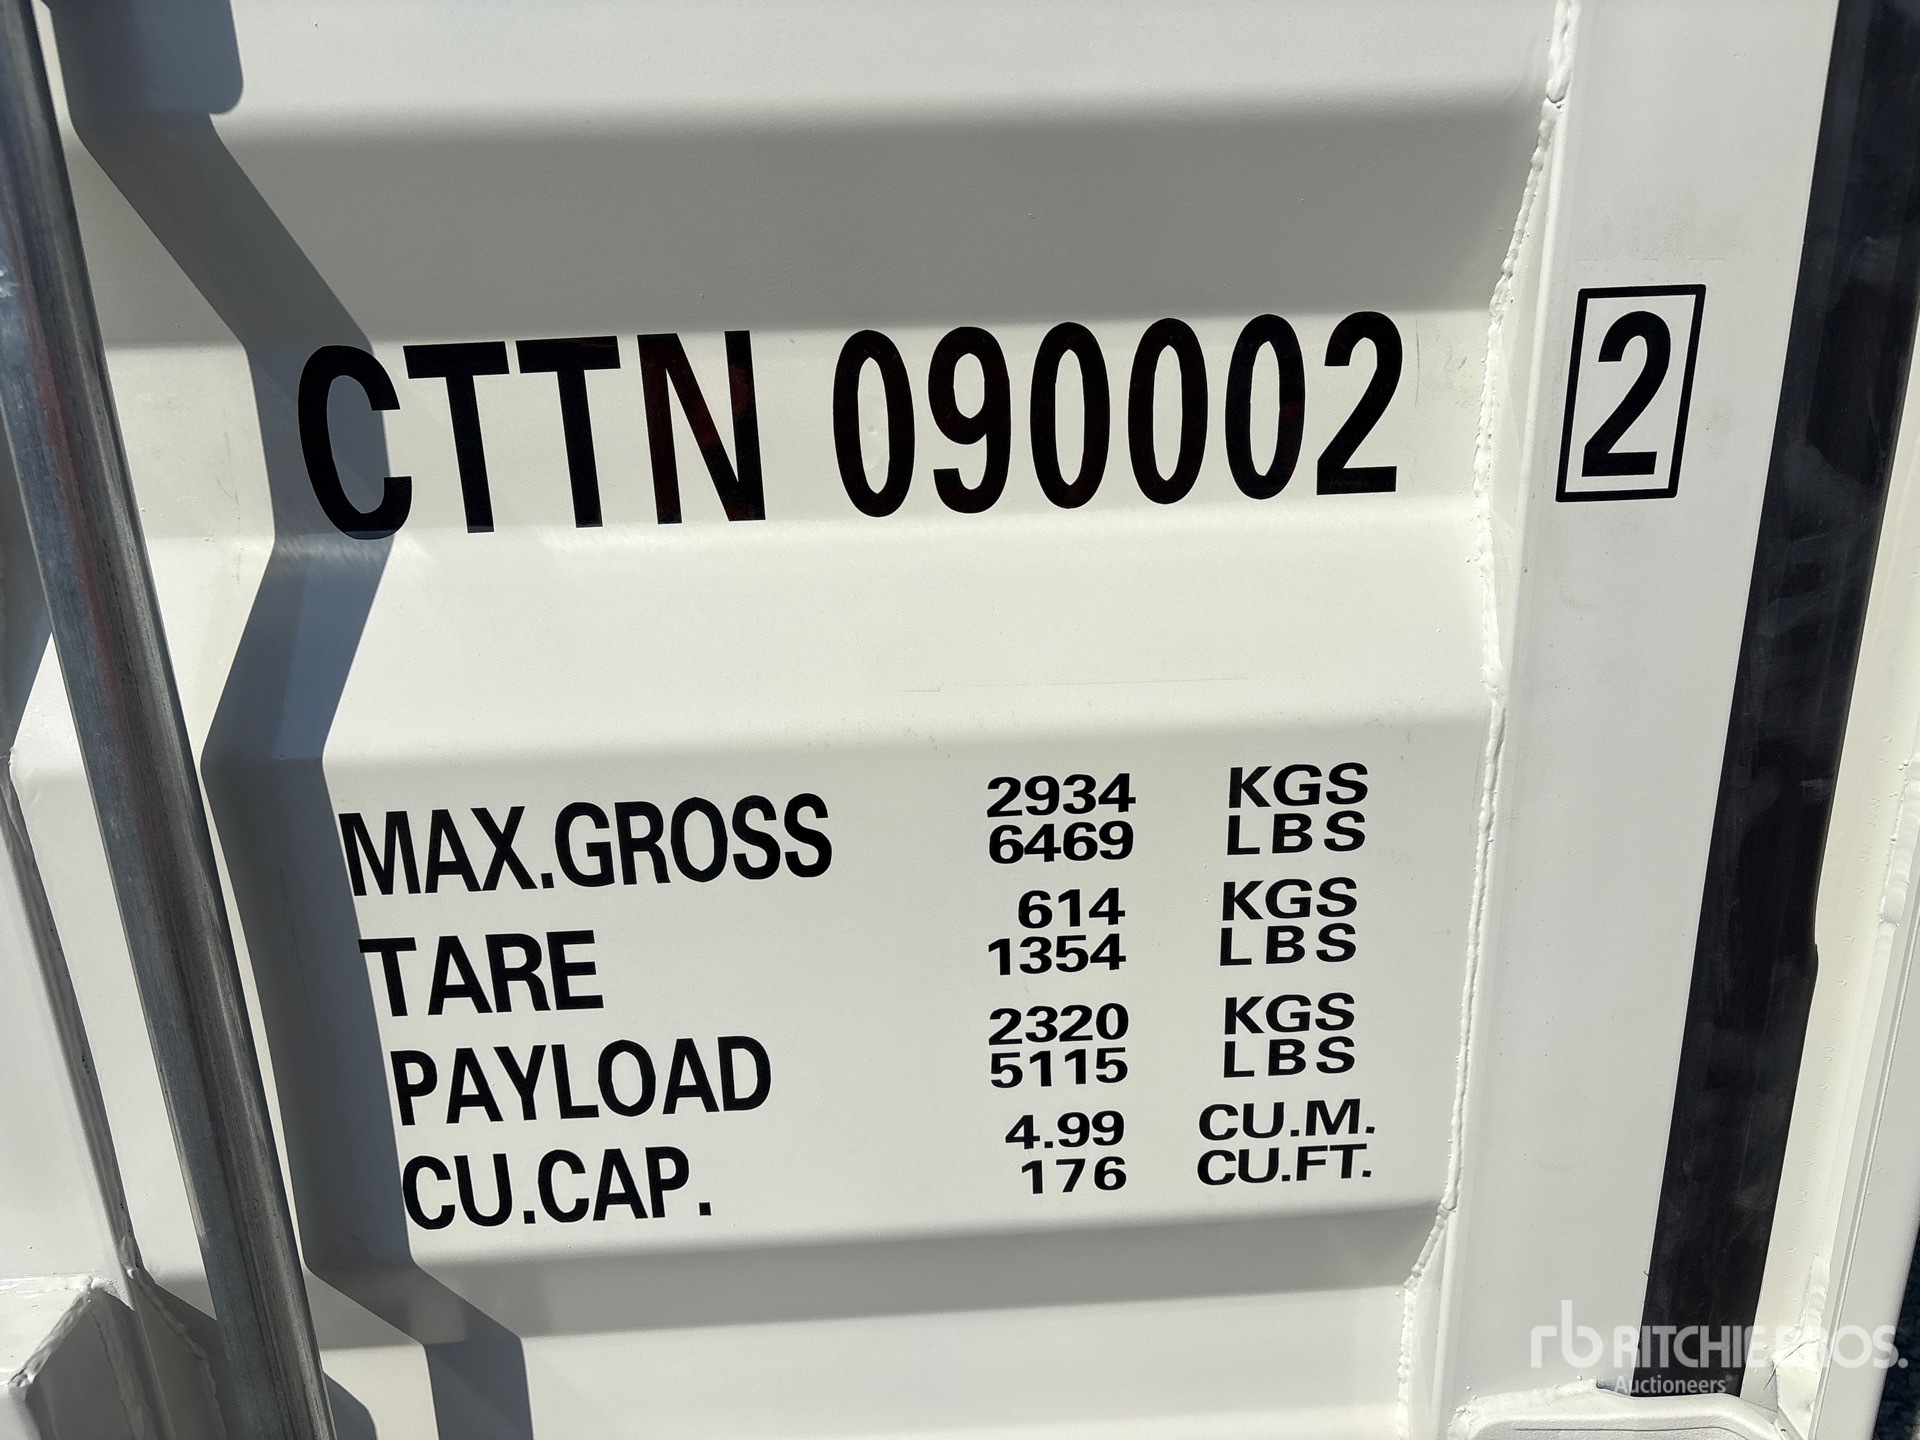 CTTN 090002 2
MAX.GROSS 2934 KGS
6469 LBS
TARE 614 KGS
1354 LBS
PAYLOAD 2320 KGS
5115 LBS
CU.CAP. 4.99 CU.M.
176 CU.FT.
rb RITCHIE BROS.
Auctioneers